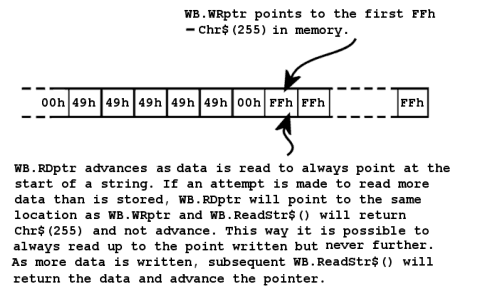 WB.WRptr points to the first FFh
– Chr$(255) in memory.
00h 49h 49h 49h 49h 49h 00h FFh FFh FFh
WB.RDptr advances as data is read to always point at the
start of a string. If an attempt is made to read more
data than is stored, WB.RDptr will point to the same
location as WB.WRptr and WB.ReadStr$() will return
Chr$(255) and not advance. This way it is possible to
always read up to the point written but never further.
As more data is written, subsequent WB.ReadStr$() will
return the data and advance the pointer.